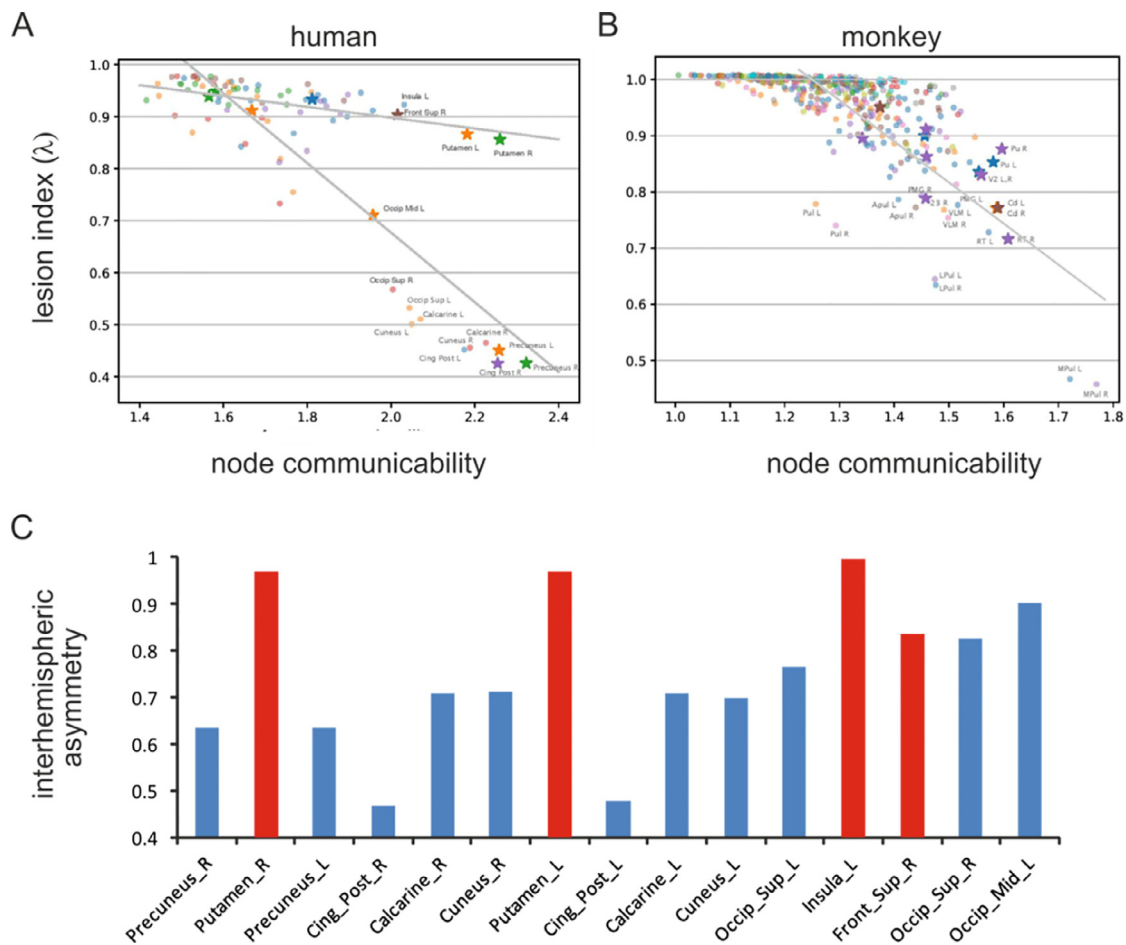 A
human
B
monkey
lesion index (λ)
1.0
0.9
0.8
0.7
0.6
0.5
0.4
Insula L
Front Sup R
Putamen L
Putamen R
Occip Mid L
Occip Sup R
Occip Sup L
Calcarine L
Cuneus L
Calcarine R
Cuneus R
Precuneus L
Cing Post L
Cing Post R
Precuneus R
1.4 1.6 1.8 2.0 2.2 2.4
node communicability
1.0
0.9
0.8
0.7
0.6
0.5
Pu R
Pu L
V2 L.R
PMG R
PMG L
Pul L
Apul L
Apul R
23 R
VLM L
VLM R
Cd L
Cd R
Pul R
RT L
RT R
LPul L
LPul R
MPul L
MPul R
1.0 1.1 1.2 1.3 1.4 1.5 1.6 1.7 1.8
node communicability
C
interhemispheric
asymmetry
1
0.9
0.8
0.7
0.6
0.5
0.4
Precuneus_R
Putamen_R
Precuneus_L
Cing_Post_R
Calcarine_R
Cuneus_R
Putamen_L
Cing_Post_L
Calcarine_L
Cuneus_L
Occip_Sup_L
Insula_L
Front_Sup_R
Occip_Sup_R
Occip_Mid_L